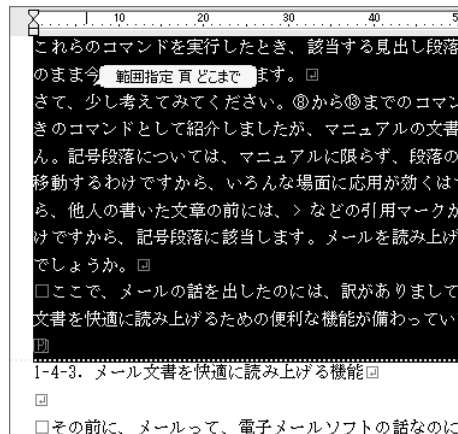 10 20 30 40 5
これらのコマンドを実行したとき、該当する見出し段落
のまま今
範囲指定 頁 どこまで
ます。
さて、少し考えてみてください。⑧から⑬までのコマン
きのコマンドとして紹介しましたが、マニュアルの文書
ん。記号段落については、マニュアルに限らず、段落の
移動するわけですから、いろんな場面に応用が効くはず
ら、他人の書いた文章の前には、> などの引用マークが
けですから、記号段落に該当します。メールを読み上げ
でしょうか。
□ここで、メールの話を出したのには、訳がありまして
文書を快適に読み上げるための便利な機能が備わってい
1-4-3. メール文書を快適に読み上げる機能
□その前に、メールって、電子メールソフトの話なのに